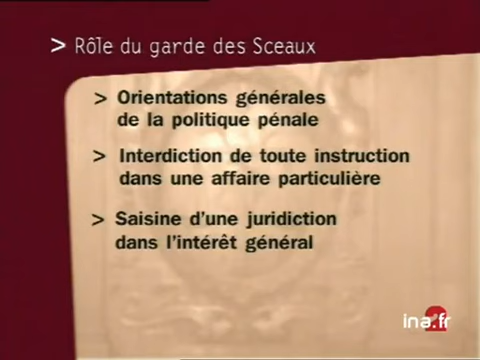 > Rôle du garde des Sceaux
> Orientations générales
de la politique pénale
> Interdiction de toute instruction
dans une affaire particulière
> Saisine d'une juridiction
dans l'intérêt général
ina.fr
2